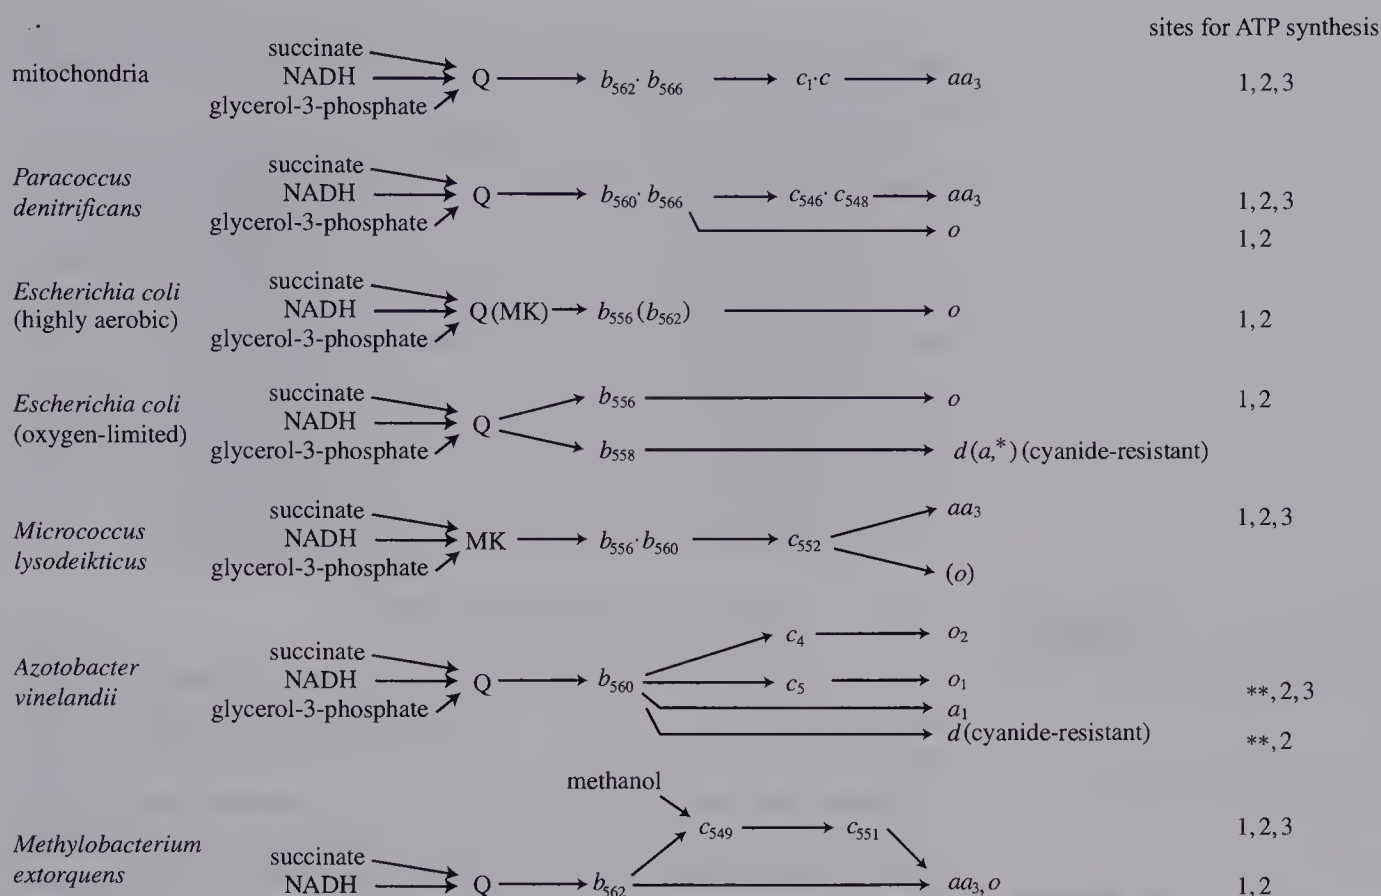 sites for ATP synthesis
mitochondria
succinate
NADH
glycerol-3-phosphate
Q
b₅₆₂· b₅₆₆
c₁·c
aa₃
1, 2, 3
Paracoccus
denitrificans
succinate
NADH
glycerol-3-phosphate
Q
b₅₆₀· b₅₆₆
c₅₄₆· c₅₄₈
aa₃
o
1, 2, 3
1, 2
Escherichia coli
(highly aerobic)
succinate
NADH
glycerol-3-phosphate
Q (MK)
b₅₅₆ (b₅₆₂)
o
1, 2
Escherichia coli
(oxygen-limited)
succinate
NADH
glycerol-3-phosphate
Q
b₅₅₆
o
1, 2
b₅₅₈
d (a,*) (cyanide-resistant)
Micrococcus
lysodeikticus
succinate
NADH
glycerol-3-phosphate
MK
b₅₅₆· b₅₆₀
c₅₅₂
aa₃
(o)
1, 2, 3
Azotobacter
vinelandii
succinate
NADH
glycerol-3-phosphate
Q
b₅₆₀
c₄
o₂
c₅
o₁
a₁
d (cyanide-resistant)
**, 2, 3
**, 2
Methylobacterium
extorquens
methanol
succinate
NADH
Q
b₅₆₂
c₅₄₉
c₅₅₁
aa₃, o
1, 2, 3
1, 2